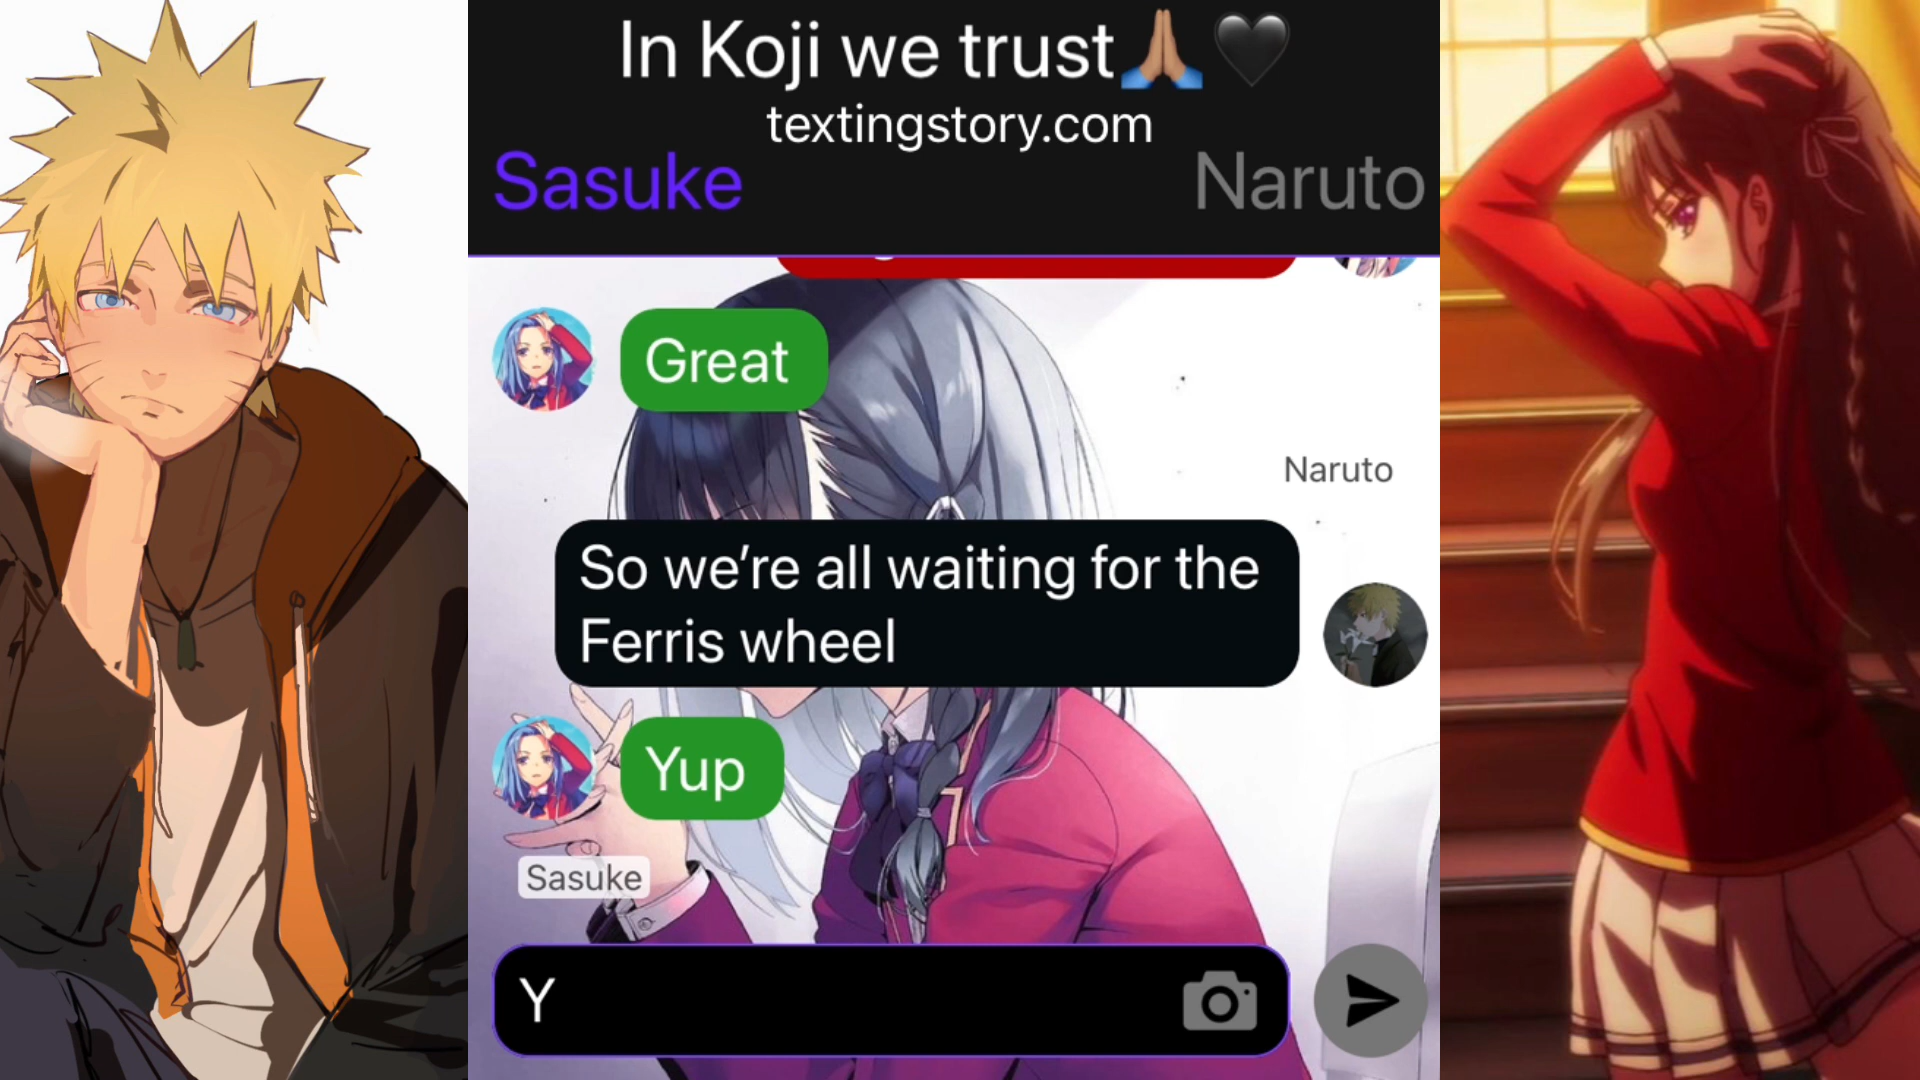 In Koji we trust🙏🏽🖤
textingstory.com
Sasuke
Naruto
Great
Naruto
So we’re all waiting for the
Ferris wheel
Yup
Sasuke
Y